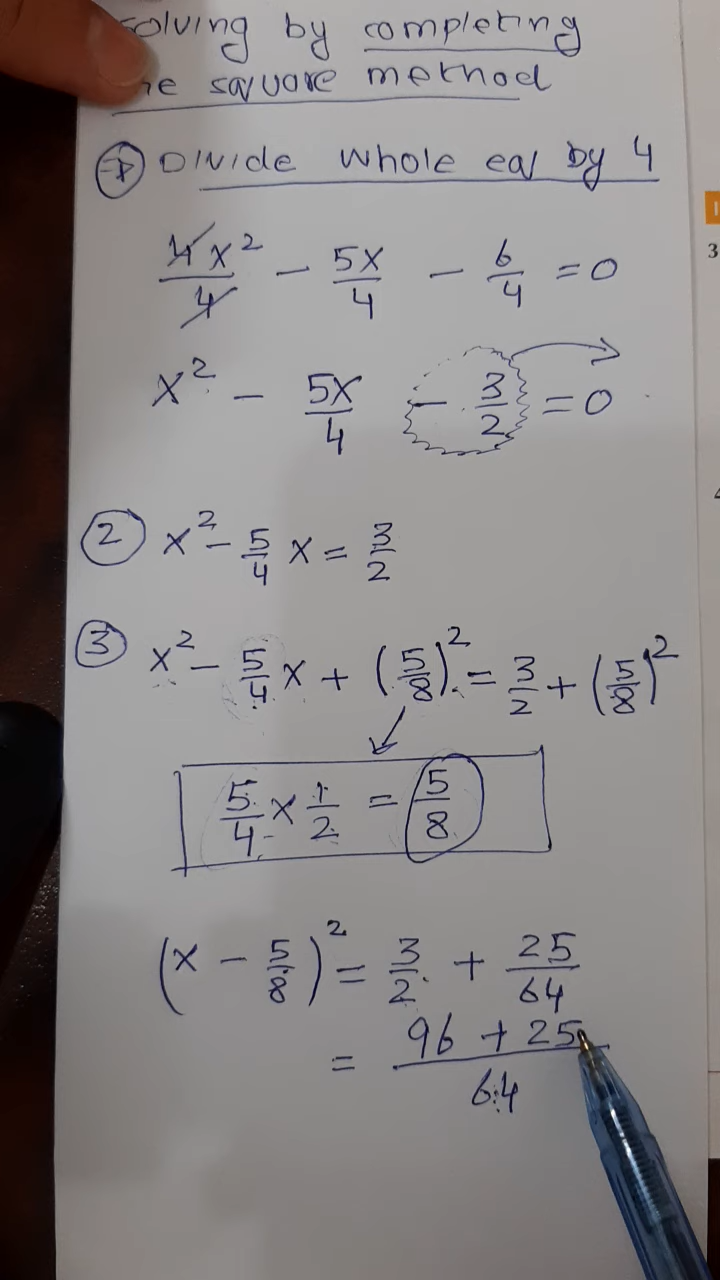 solving by completing
the square method
① Divide whole eq by 4
4x²/4 - 5x/4 - 6/4 = 0
x² - 5x/4 - 3/2 = 0
② x² - 5/4 x = 3/2
③ x² - 5/4 x + (5/8)² = 3/2 + (5/8)²
5/4 × 1/2 = 5/8
(x - 5/8)² = 3/2 + 25/64
= 96 + 25/64
3